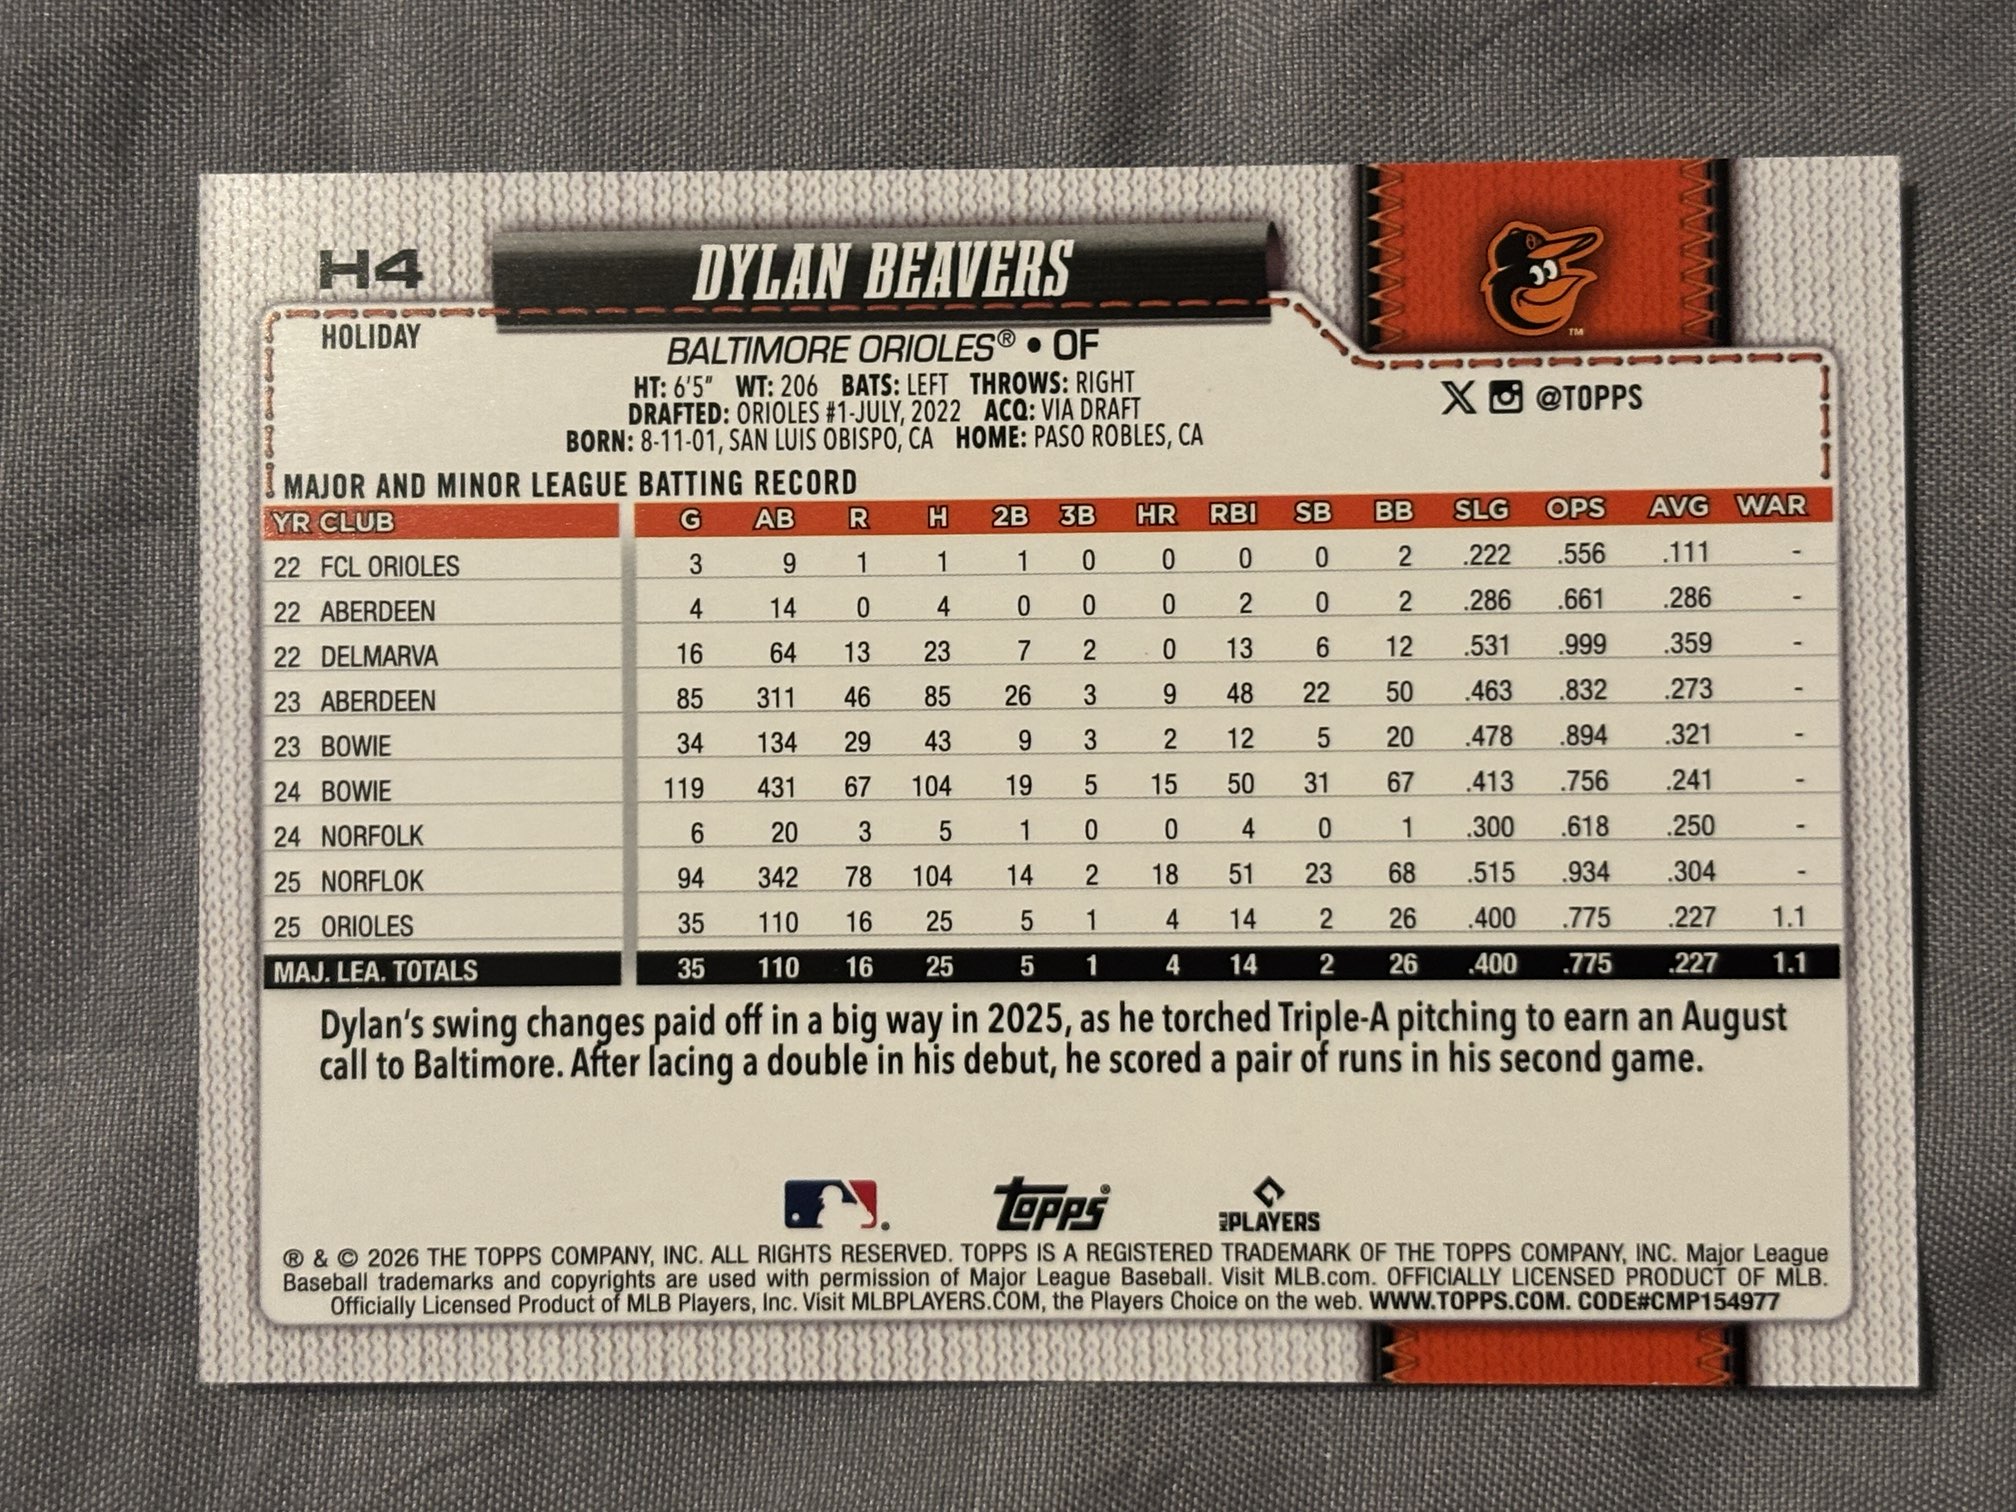 H4
DYLAN BEAVERS
HOLIDAY
BALTIMORE ORIOLES® • OF
HT: 6'5" WT: 206 BATS: LEFT THROWS: RIGHT
DRAFTED: ORIOLES #1-JULY, 2022 ACQ: VIA DRAFT
BORN: 8-11-01, SAN LUIS OBISPO, CA HOME: PASO ROBLES, CA
@TOPPS
MAJOR AND MINOR LEAGUE BATTING RECORD
YR CLUB G AB R H 2B 3B HR RBI SB BB SLG OPS AVG WAR
22 FCL ORIOLES 3 9 1 1 1 0 0 0 0 2 .222 .556 .111 -
22 ABERDEEN 4 14 0 4 0 0 0 2 0 2 .286 .661 .286 -
22 DELMARVA 16 64 13 23 7 2 0 13 6 12 .531 .999 .359 -
23 ABERDEEN 85 311 46 85 26 3 9 48 22 50 .463 .832 .273 -
23 BOWIE 34 134 29 43 9 3 2 12 5 20 .478 .894 .321 -
24 BOWIE 119 431 67 104 19 5 15 50 31 67 .413 .756 .241 -
24 NORFOLK 6 20 3 5 1 0 0 4 0 1 .300 .618 .250 -
25 NORFLOK 94 342 78 104 14 2 18 51 23 68 .515 .934 .304 -
25 ORIOLES 35 110 16 25 5 1 4 14 2 26 .400 .775 .227 1.1
MAJ. LEA. TOTALS 35 110 16 25 5 1 4 14 2 26 .400 .775 .227 1.1
Dylan's swing changes paid off in a big way in 2025, as he torched Triple-A pitching to earn an August
call to Baltimore. After lacing a double in his debut, he scored a pair of runs in his second game.
Topps®
MLB PLAYERS
® & © 2026 THE TOPPS COMPANY, INC. ALL RIGHTS RESERVED. TOPPS IS A REGISTERED TRADEMARK OF THE TOPPS COMPANY, INC. Major League
Baseball trademarks and copyrights are used with permission of Major League Baseball. Visit MLB.com. OFFICIALLY LICENSED PRODUCT OF MLB.
Officially Licensed Product of MLB Players, Inc. Visit MLBPLAYERS.COM, the Players Choice on the web. WWW.TOPPS.COM. CODE#CMP154977